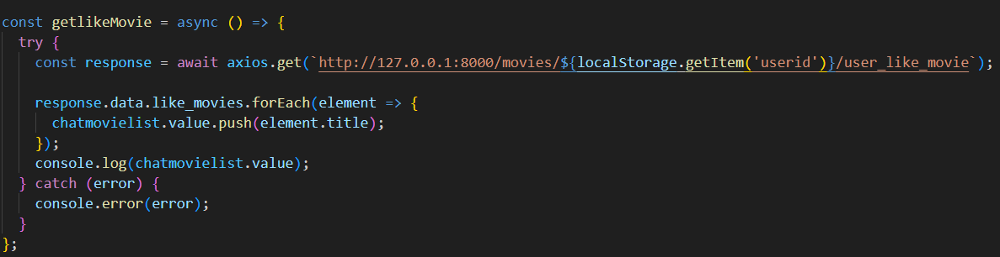 const getlikeMovie = async () => {
try {
const response = await axios.get(`http://127.0.0.1:8000/movies/${localStorage.getItem('userid')}/user_like_movie`);
response.data.like_movies.forEach(element => {
chatmovielist.value.push(element.title);
});
console.log(chatmovielist.value);
} catch (error) {
console.error(error);
}
};